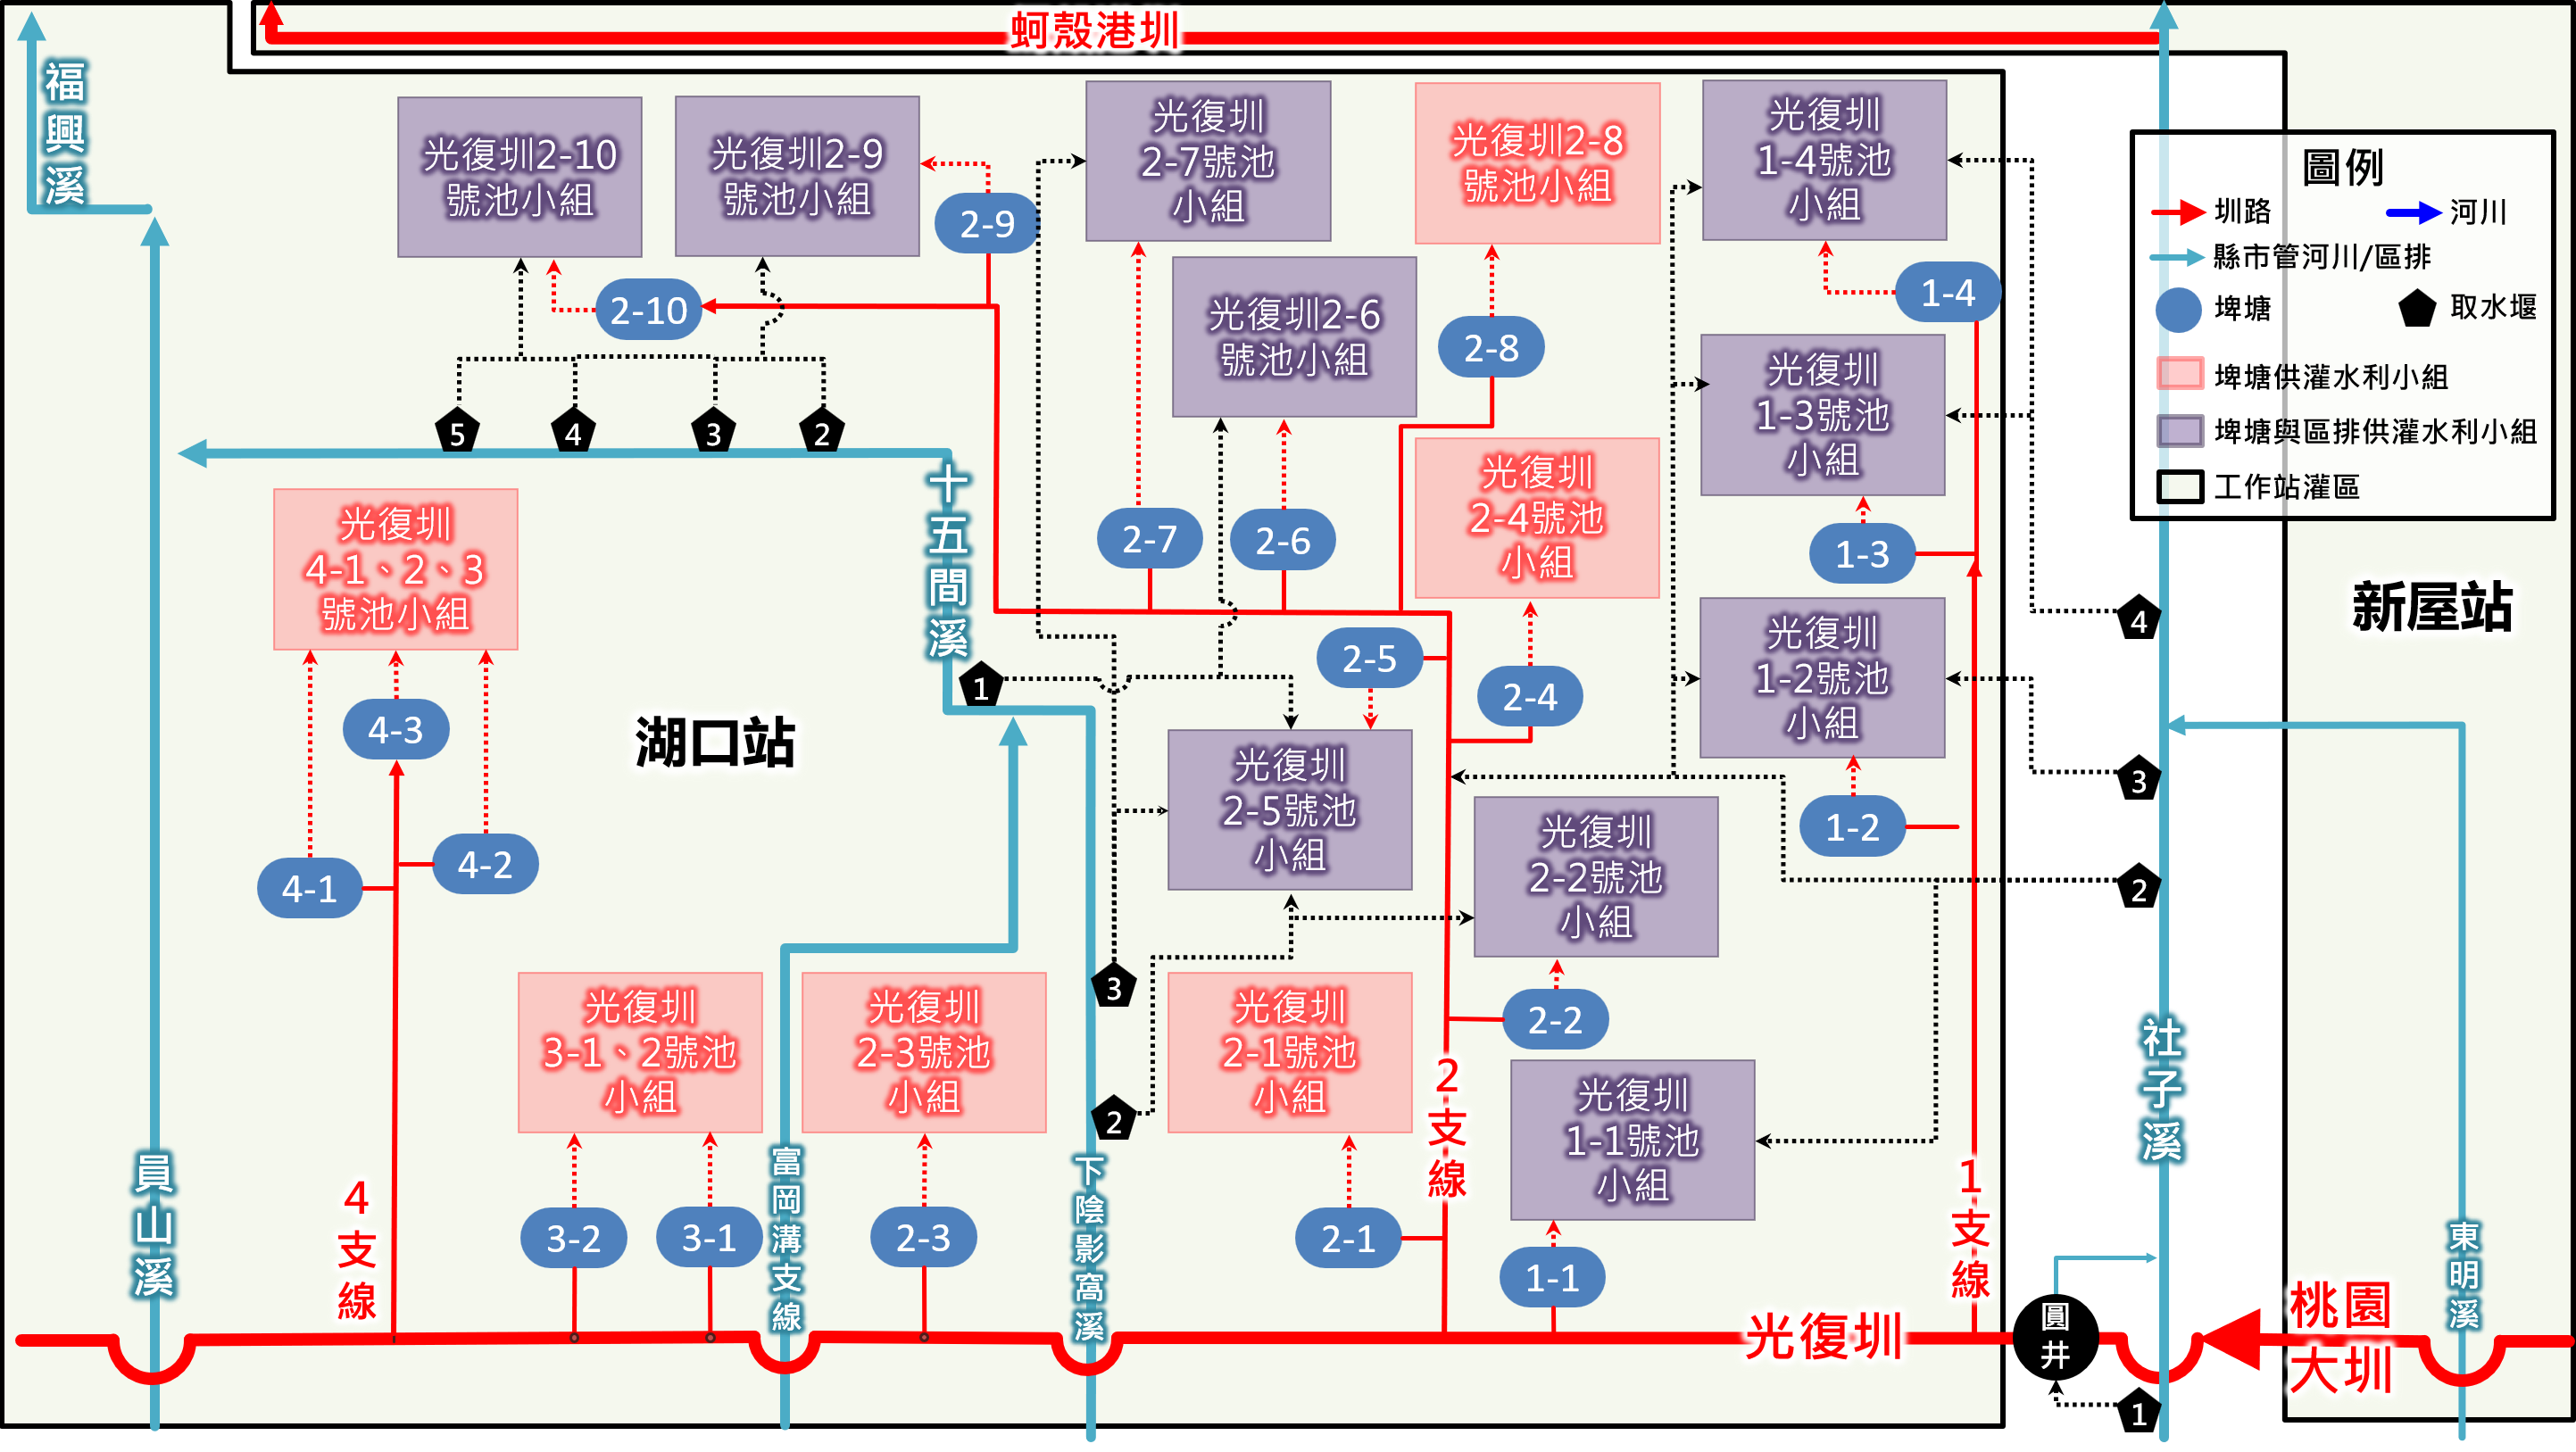 蚵殼港圳
福興溪
光復圳2-10
號池小組
光復圳2-9
號池小組
光復圳
2-7號池
小組
光復圳2-8
號池小組
光復圳
1-4號池
小組
圖例
圳路
河川
縣市管河川/區排
埤塘
取水堰
埤塘供灌水利小組
埤塘與區排供灌水利小組
工作站灌區
2-9
2-10
光復圳2-6
號池小組
2-8
1-4
光復圳
1-3號池
小組
5
4
3
2
十五間溪
光復圳
4-1、2、3
號池小組
光復圳
2-4號池
小組
2-7
2-6
1-3
新屋站
4
光復圳
1-2號池
小組
2-5
1
2-4
4-3
湖口站
光復圳
2-5號池
小組
3
1-2
光復圳
2-2號池
小組
4-1
4-2
2
3
光復圳
3-1、2號池
小組
光復圳
2-3號池
小組
光復圳
2-1號池
小組
2-2
社子溪
光復圳
1-1號池
小組
2
員山溪
4支線
3-2
3-1
富岡溝支線
2-3
下陰影窩溪
2-1
2支線
1-1
1支線
東明溪
光復圳
圓井
桃園
大圳
1